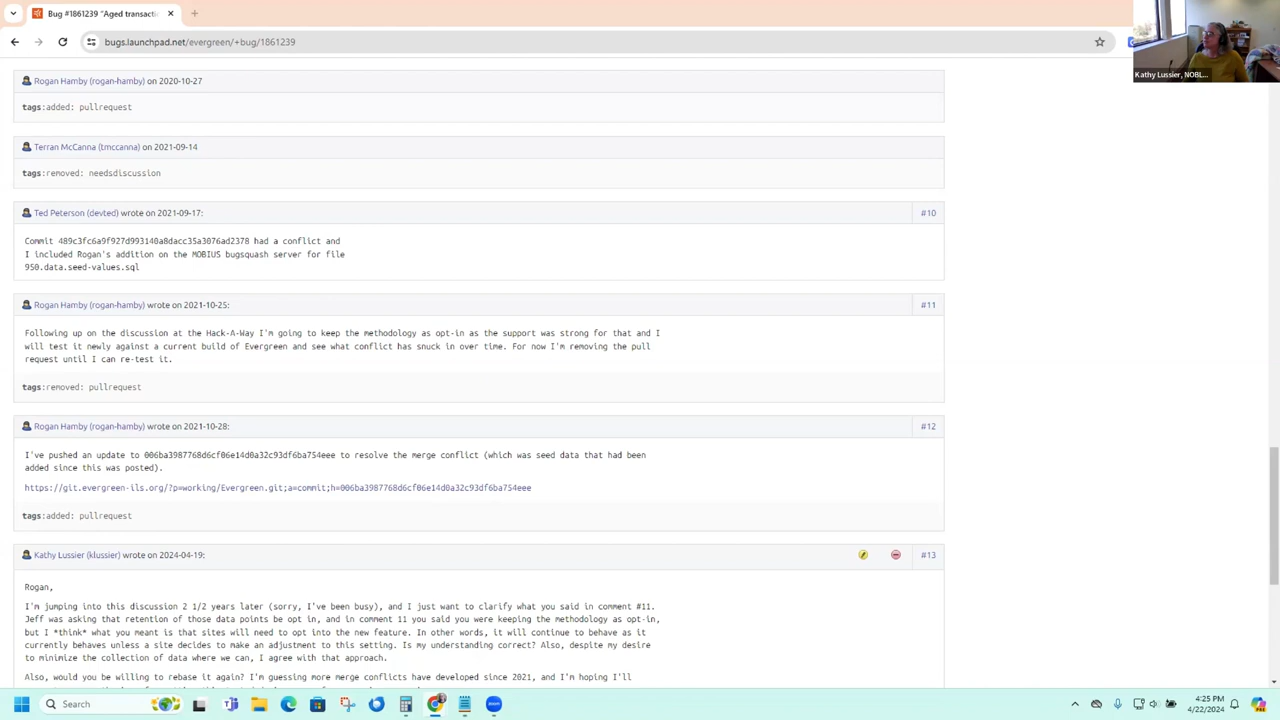 Bug #1861239 "Aged transacti
bugs.launchpad.net/evergreen/+bug/1861239
Kathy Lussier, NOBL...
Rogan Hamby (rogan-hamby) on 2020-10-27
tags:added: pullrequest
Terran McCanna (tmccanna) on 2021-09-14
tags:removed: needsdiscussion
Ted Peterson (devted) wrote on 2021-09-17: #10
Commit 489c3fc6a9f927d993140a8dacc35a3076ad2378 had a conflict and
I included Rogan's addition on the MOBIUS bugsquash server for file
950.data.seed-values.sql
Rogan Hamby (rogan-hamby) wrote on 2021-10-25: #11
Following up on the discussion at the Hack-A-Way I'm going to keep the methodology as opt-in as the support was strong for that and I
will test it newly against a current build of Evergreen and see what conflict has snuck in over time. For now I'm removing the pull
request until I can re-test it.
tags:removed: pullrequest
Rogan Hamby (rogan-hamby) wrote on 2021-10-28: #12
I've pushed an update to 006ba3987768d6cf06e14d0a32c93df6ba754eee to resolve the merge conflict (which was seed data that had been
added since this was posted).
https://git.evergreen-ils.org/?p=working/Evergreen.git;a=commit;h=006ba3987768d6cf06e14d0a32c93df6ba754eee
tags:added: pullrequest
Kathy Lussier (klussier) wrote on 2024-04-19: #13
Rogan,
I'm jumping into this discussion 2 1/2 years later (sorry, I've been busy), and I just want to clarify what you said in comment #11.
Jeff was asking that retention of those data points be opt in, and in comment 11 you said you were keeping the methodology as opt-in,
but I *think* what you meant is that sites will need to opt into the new feature. In other words, it will continue to behave as it
currently behaves unless a site decides to make an adjustment to this setting. Is my understanding correct? Also, despite my desire
to minimize the collection of data where we can, I agree with that approach.
Also, would you be willing to rebase it again? I'm guessing more merge conflicts have developed since 2021, and I'm hoping I'll
Search
4:25 PM
4/22/2024